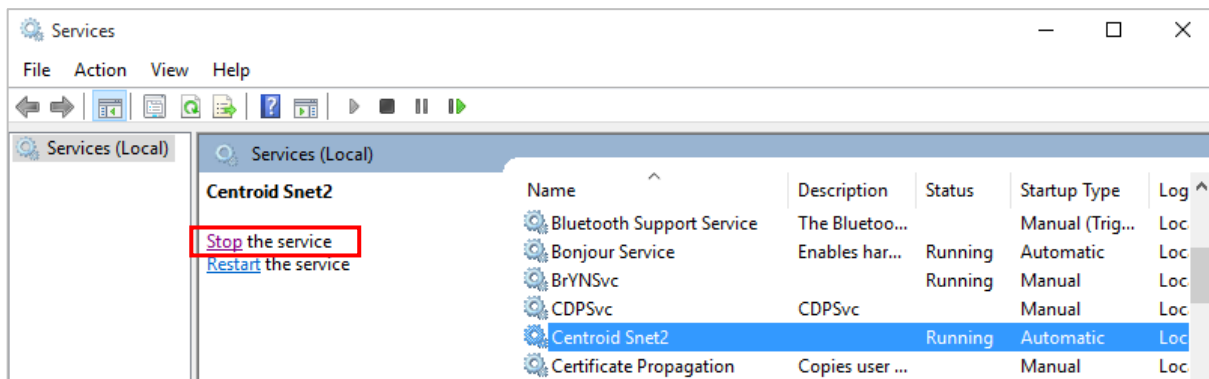 Services
File Action View Help
Services (Local)
Services (Local)
Centroid Snet2
Stop the service
Restart the service
Name Description Status Startup Type Log
Bluetooth Support Service The Bluetoo... Manual (Trig... Loc
Bonjour Service Enables har... Running Automatic Loc
BrYNSvc Running Manual Loc
CDPSvc CDPSvc Manual Loc
Centroid Snet2 Running Automatic Loc
Certificate Propagation Copies user ... Manual Loc